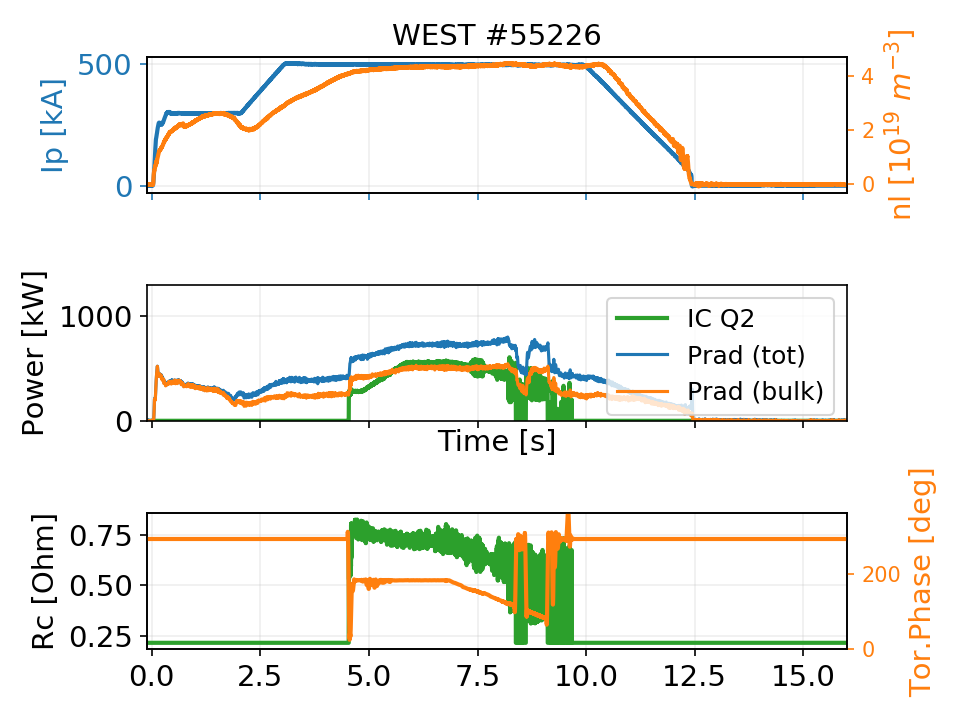 WEST #55226
Ip [kA]
500
0
nl [10¹⁹ m⁻³]
4
2
0
Power [kW]
1000
0
IC Q2
Prad (tot)
Prad (bulk)
Time [s]
Rc [Ohm]
0.75
0.50
0.25
Tor.Phase [deg]
200
0
0.0 2.5 5.0 7.5 10.0 12.5 15.0